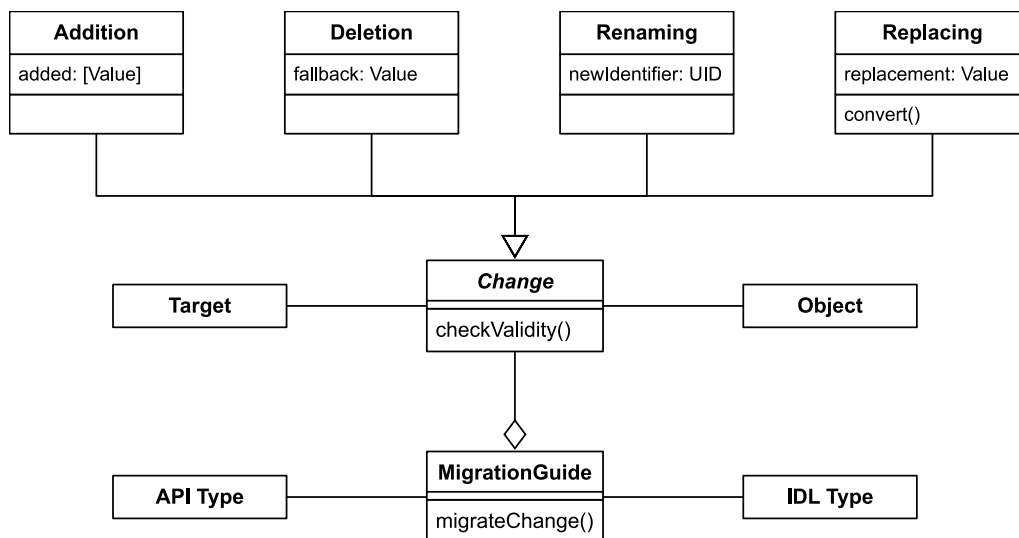 Addition
added: [Value]
Deletion
fallback: Value
Renaming
newIdentifier: UID
Replacing
replacement: Value
convert()
Target
Change
checkValidity()
Object
API Type
MigrationGuide
migrateChange()
IDL Type